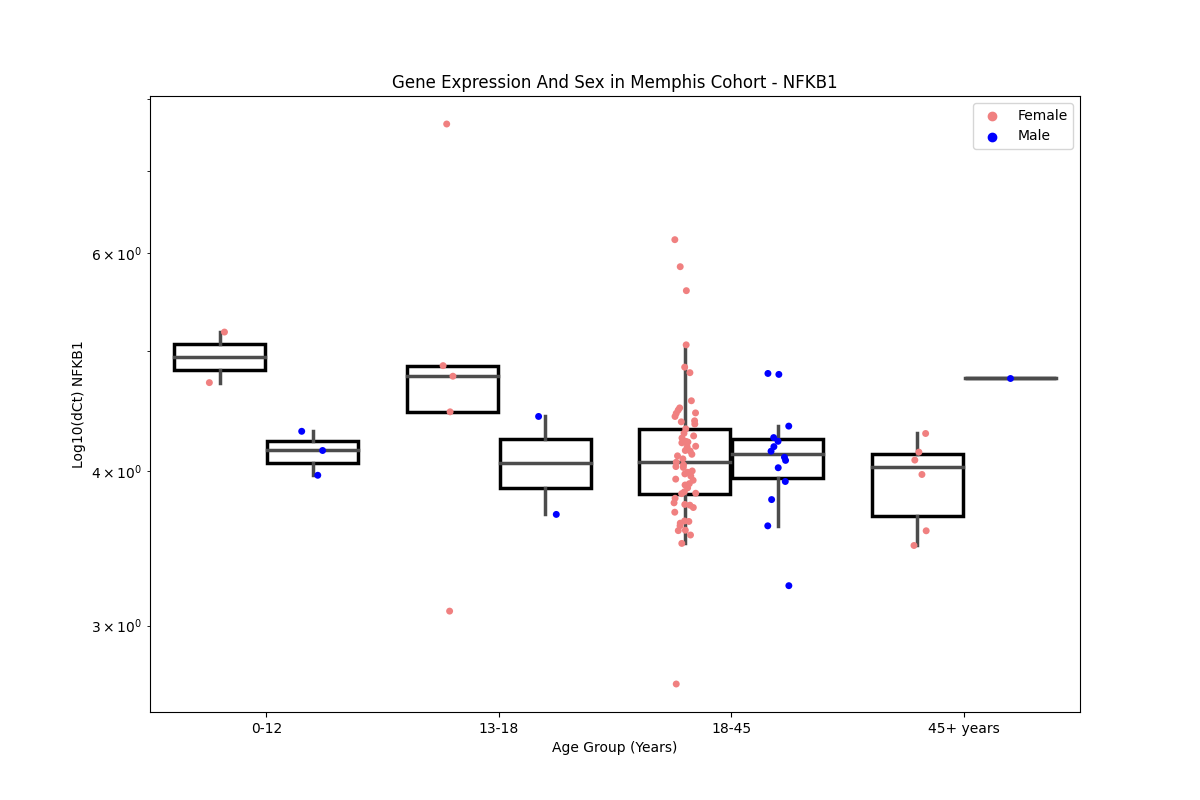 Gene Expression And Sex in Memphis Cohort - NFKB1
Female
Male
Log10(dCt) NFKB1
6 × 10⁰
4 × 10⁰
3 × 10⁰
0-12
13-18
18-45
45+ years
Age Group (Years)